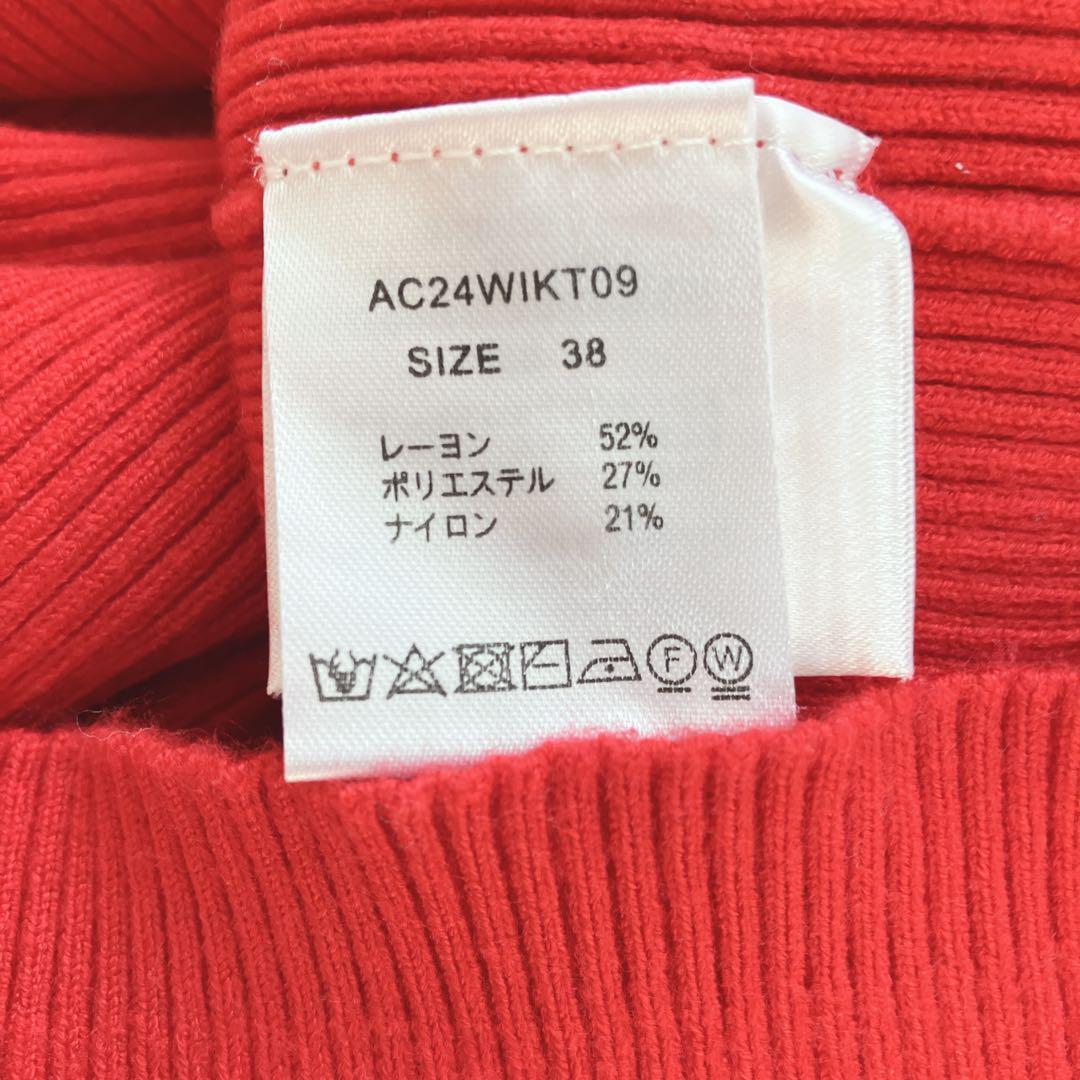 AC24WIKT09
SIZE 38
レーヨン 52%
ポリエステル 27%
ナイロン 21%
F W